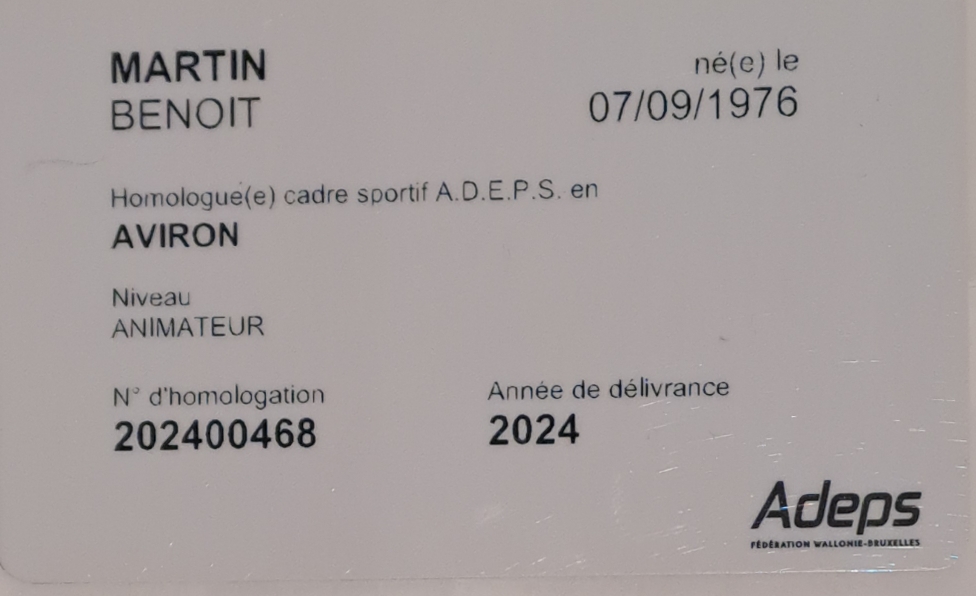 MARTIN
BENOIT
né(e) le
07/09/1976
Homologué(e) cadre sportif A.D.E.P.S. en
AVIRON
Niveau
ANIMATEUR
N° d'homologation
202400468
Année de délivrance
2024
Adeps
FÉDÉRATION WALLONIE-BRUXELLES